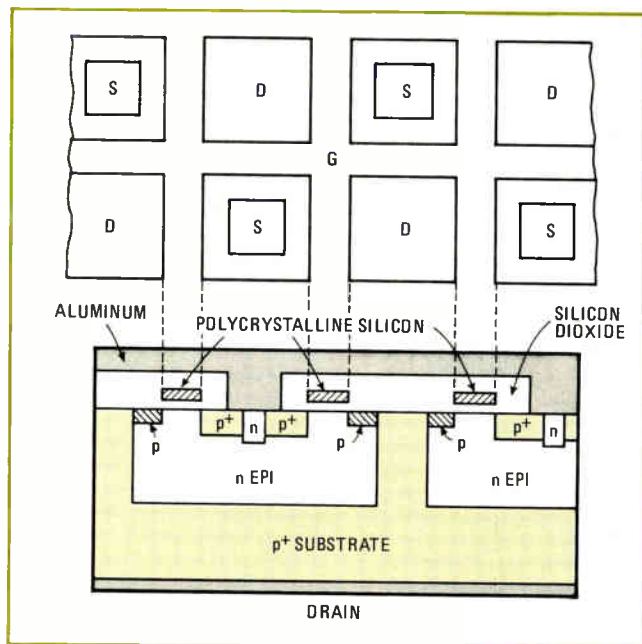 S D S D
G
D S D S
ALUMINUM
POLYCRYSTALLINE SILICON
SILICON
DIOXIDE
p p+ n p+ p p p+ n
n EPI n EPI
p+ SUBSTRATE
DRAIN